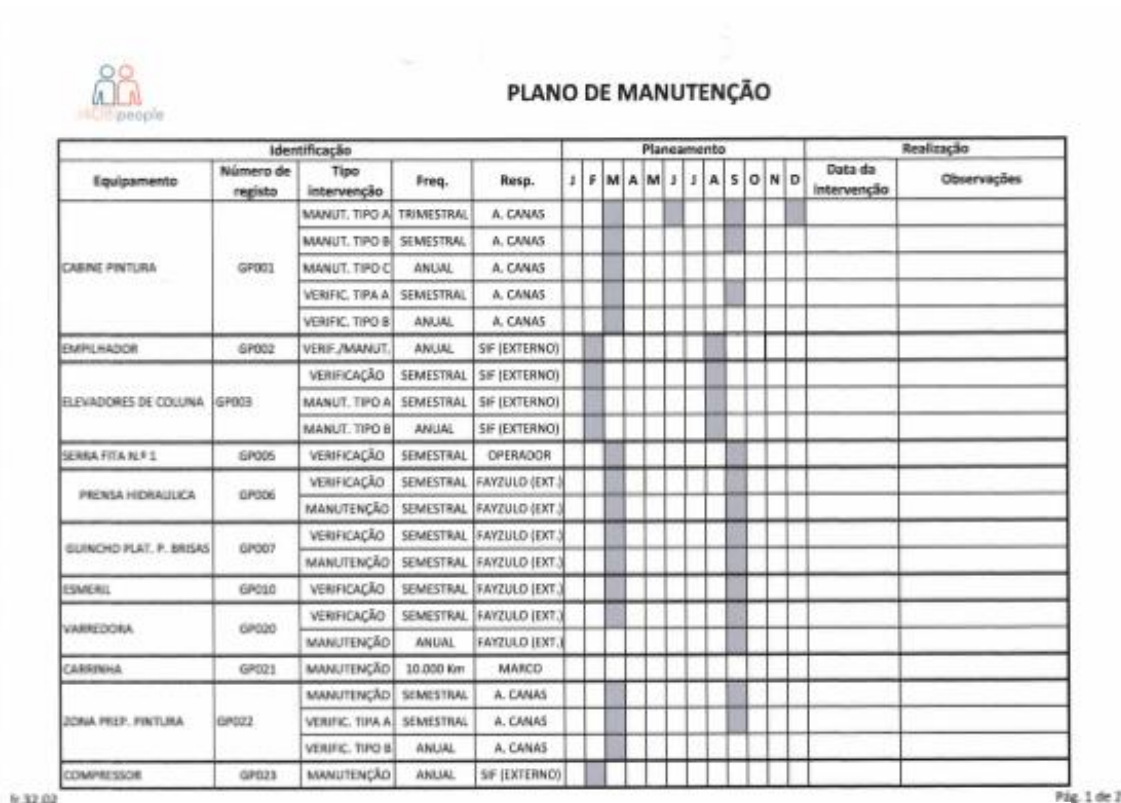 people
PLANO DE MANUTENÇÃO
Identificação Planeamento Realização
Equipamento Número de registo Tipo intervenção Freq. Resp. J F M A M J J A S O N D Data da intervenção Observações
MANUT. TIPO A TRIMESTRAL A. CANAS
MANUT. TIPO B SEMESTRAL A. CANAS
CABINE PINTURA GP001 MANUT. TIPO C ANUAL A. CANAS
VERIFIC. TIPA A SEMESTRAL A. CANAS
VERIFIC. TIPO B ANUAL A. CANAS
EMPILHADOR GP002 VERIF./MANUT. ANUAL SIF (EXTERNO)
VERIFICAÇÃO SEMESTRAL SIF (EXTERNO)
ELEVADORES DE COLUNA GP003 MANUT. TIPO A SEMESTRAL SIF (EXTERNO)
MANUT. TIPO B ANUAL SIF (EXTERNO)
SERRA FITA N.º 1 GP005 VERIFICAÇÃO SEMESTRAL OPERADOR
VERIFICAÇÃO SEMESTRAL FAYZULO (EXT.)
PRENSA HIDRAULICA GP006
MANUTENÇÃO SEMESTRAL FAYZULO (EXT.)
VERIFICAÇÃO SEMESTRAL FAYZULO (EXT.)
GUINCHO PLAT. P. BRISAS GP007
MANUTENÇÃO SEMESTRAL FAYZULO (EXT.)
ESMERIL GP010 VERIFICAÇÃO SEMESTRAL FAYZULO (EXT.)
VERIFICAÇÃO SEMESTRAL FAYZULO (EXT.)
VARREDORA GP020
MANUTENÇÃO ANUAL FAYZULO (EXT.)
CARRINHA GP021 MANUTENÇÃO 10.000 Km MARCO
MANUTENÇÃO SEMESTRAL A. CANAS
ZONA PREP. PINTURA GP022 VERIFIC. TIPA A SEMESTRAL A. CANAS
VERIFIC. TIPO B ANUAL A. CANAS
COMPRESSOR GP023 MANUTENÇÃO ANUAL SIF (EXTERNO)
fr.32.02 Pág. 1 de 2